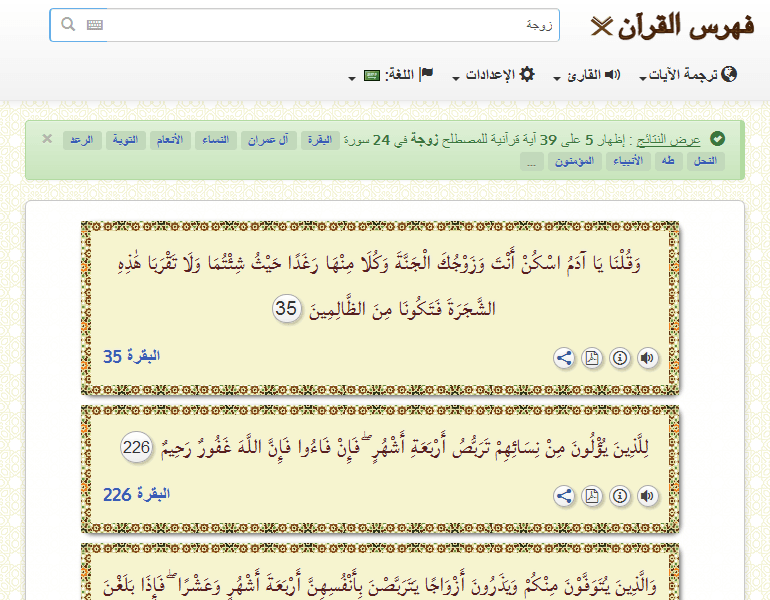 فهرس القرآن
زوجة
ترجمة الآيات القارئ الإعدادات اللغة:
عرض النتائج : إظهار 5 على 39 آية قرآنية للمصطلح زوجة في 24 سورة البقرة آل عمران النساء الأنعام التوبة الرعد ×
النحل طه الأنبياء المؤمنون ...
وَقُلْنَا يَا آدَمُ اسْكُنْ أَنْتَ وَزَوْجُكَ الْجَنَّةَ وَكُلَا مِنْهَا رَغَدًا حَيْثُ شِئْتُمَا وَلَا تَقْرَبَا هَٰذِهِ
الشَّجَرَةَ فَتَكُونَا مِنَ الظَّالِمِينَ 35
البقرة 35
لِلَّذِينَ يُؤْلُونَ مِنْ نِسَائِهِمْ تَرَبُّصُ أَرْبَعَةِ أَشْهُرٍ ۖ فَإِنْ فَاءُوا فَإِنَّ اللَّهَ غَفُورٌ رَحِيمٌ 226
البقرة 226
وَالَّذِينَ يُتَوَفَّوْنَ مِنْكُمْ وَيَذَرُونَ أَزْوَاجًا يَتَرَبَّصْنَ بِأَنْفُسِهِنَّ أَرْبَعَةَ أَشْهُرٍ وَعَشْرًا ۖ فَإِذَا بَلَغْنَ